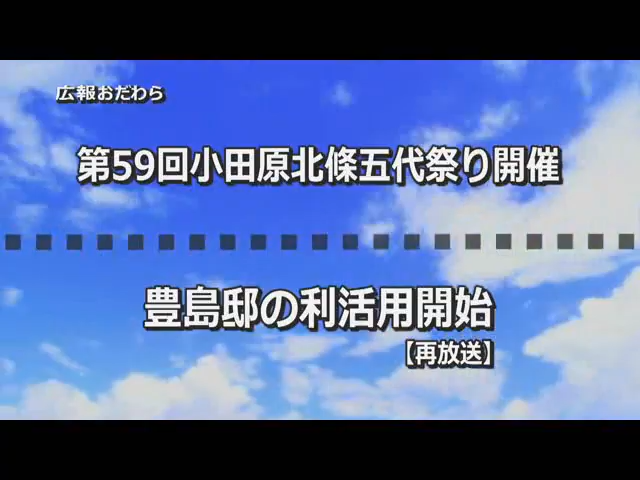 広報おだわら
第59回小田原北條五代祭り開催
豊島邸の利活用開始
【再放送】